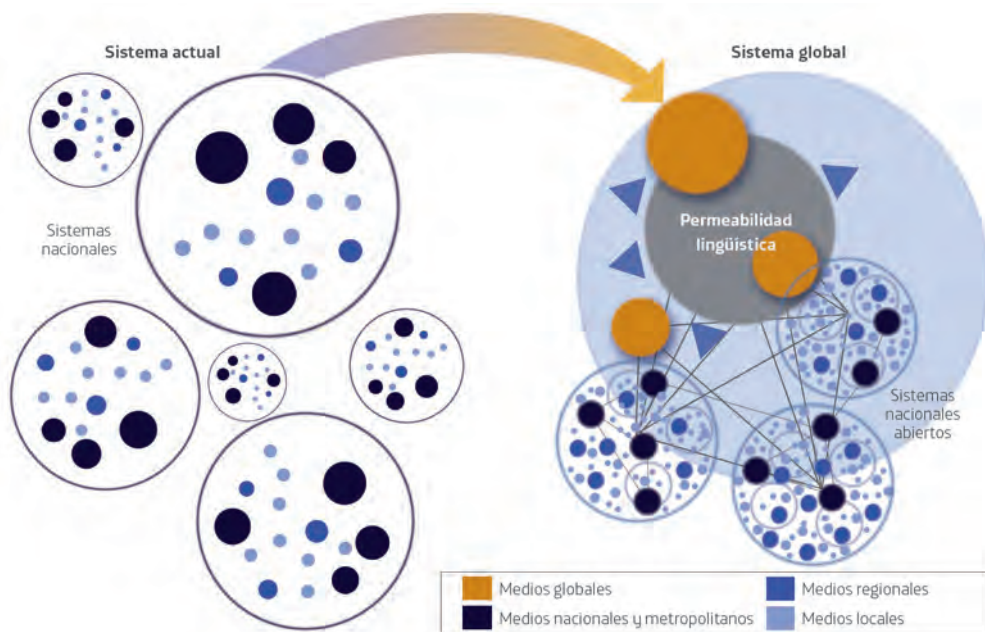 Sistema actual
Sistema global
Sistemas
nacionales
Permeabilidad
lingüística
Sistemas
nacionales
abiertos
Medios globales
Medios regionales
Medios nacionales y metropolitanos
Medios locales